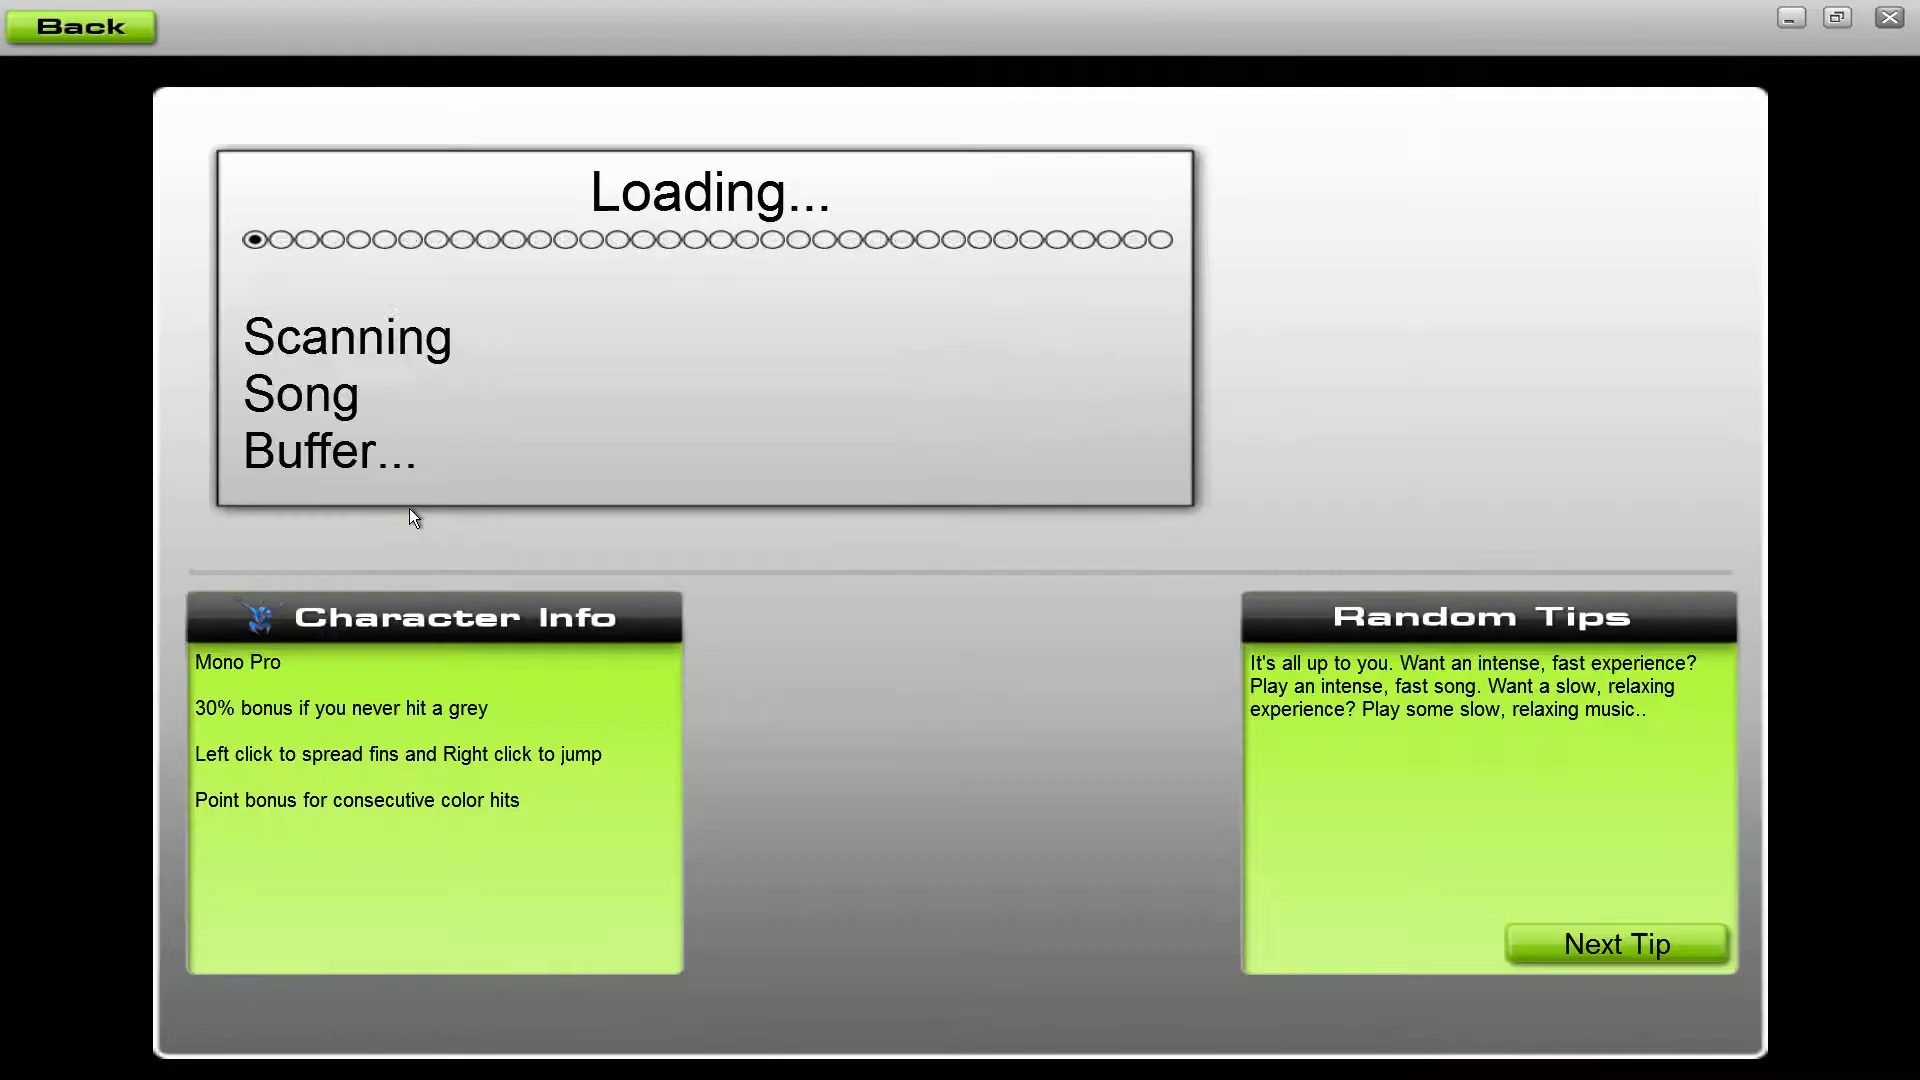 Back
Loading...
Scanning
Song
Buffer...
Character Info
Mono Pro
30% bonus if you never hit a grey
Left click to spread fins and Right click to jump
Point bonus for consecutive color hits
Random Tips
It's all up to you. Want an intense, fast experience?
Play an intense, fast song. Want a slow, relaxing
experience? Play some slow, relaxing music..
Next Tip